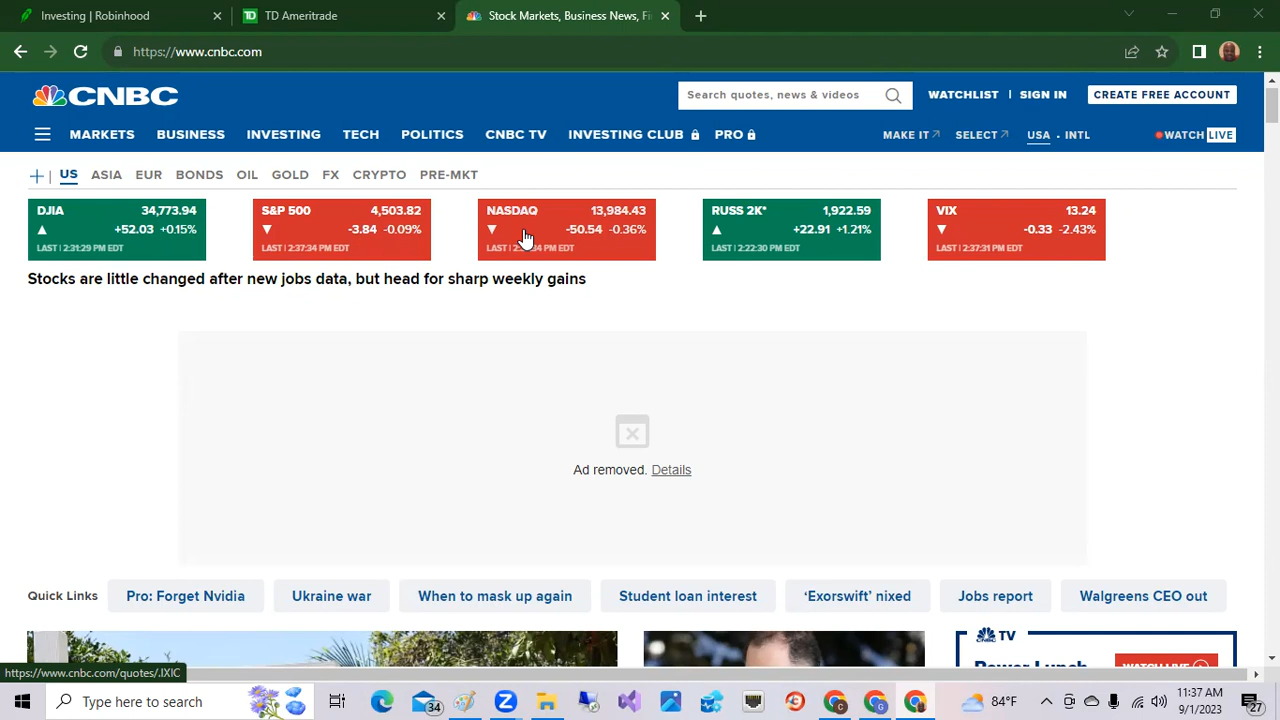 Investing | Robinhood
TD Ameritrade
Stock Markets, Business News, Fi
https://www.cnbc.com
CNBC
Search quotes, news & videos
WATCHLIST | SIGN IN
CREATE FREE ACCOUNT
MARKETS BUSINESS INVESTING TECH POLITICS CNBC TV INVESTING CLUB PRO
MAKE IT SELECT USA · INTL
WATCH LIVE
US ASIA EUR BONDS OIL GOLD FX CRYPTO PRE-MKT
DJIA 34,773.94
+52.03 +0.15%
LAST | 2:31:29 PM EDT
S&P 500 4,503.82
-3.84 -0.09%
LAST | 2:37:34 PM EDT
NASDAQ 13,984.43
-50.54 -0.36%
LAST | PM EDT
RUSS 2K* 1,922.59
+22.91 +1.21%
LAST | 2:22:30 PM EDT
VIX 13.24
-0.33 -2.43%
LAST | 2:37:31 PM EDT
Stocks are little changed after new jobs data, but head for sharp weekly gains
Ad removed. Details
Quick Links
Pro: Forget Nvidia
Ukraine war
When to mask up again
Student loan interest
‘Exorswift’ nixed
Jobs report
Walgreens CEO out
TV
Power Lunch
WATCH LIVE
https://www.cnbc.com/quotes/.IXIC
Type here to search
34
84°F
11:37 AM
9/1/2023
27